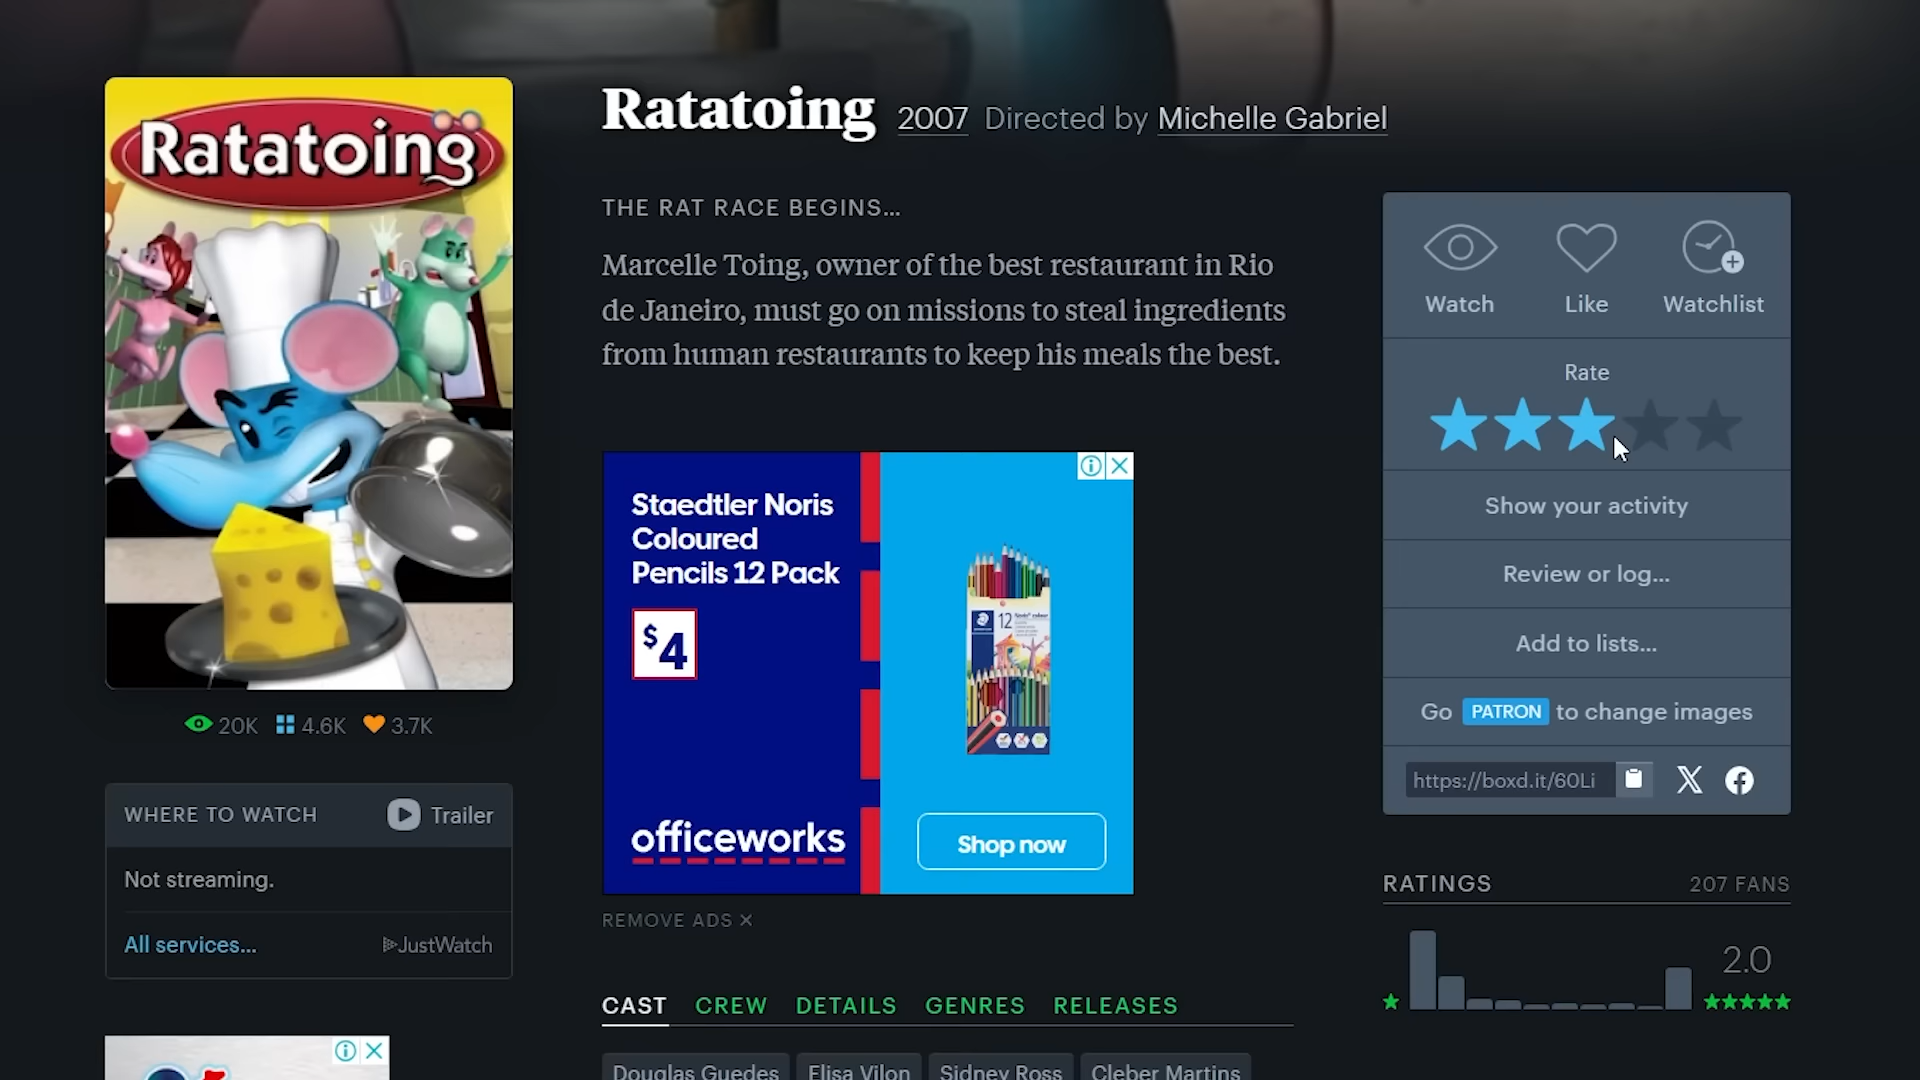 Ratatoing
Ratatoing 2007 Directed by Michelle Gabriel
THE RAT RACE BEGINS...
Marcelle Toing, owner of the best restaurant in Rio
de Janeiro, must go on missions to steal ingredients
from human restaurants to keep his meals the best.
Watch Like Watchlist
Rate
Show your activity
Review or log...
Add to lists...
Go PATRON to change images
https://boxd.it/60Li
Staedtler Noris
Coloured
Pencils 12 Pack
$4
officeworks
12
Shop now
REMOVE ADS ×
20K 4.6K 3.7K
WHERE TO WATCH Trailer
Not streaming.
All services... JustWatch
RATINGS 207 FANS
2.0
CAST CREW DETAILS GENRES RELEASES
Douglas Guedes Elisa Vilon Sidney Ross Cleber Martins